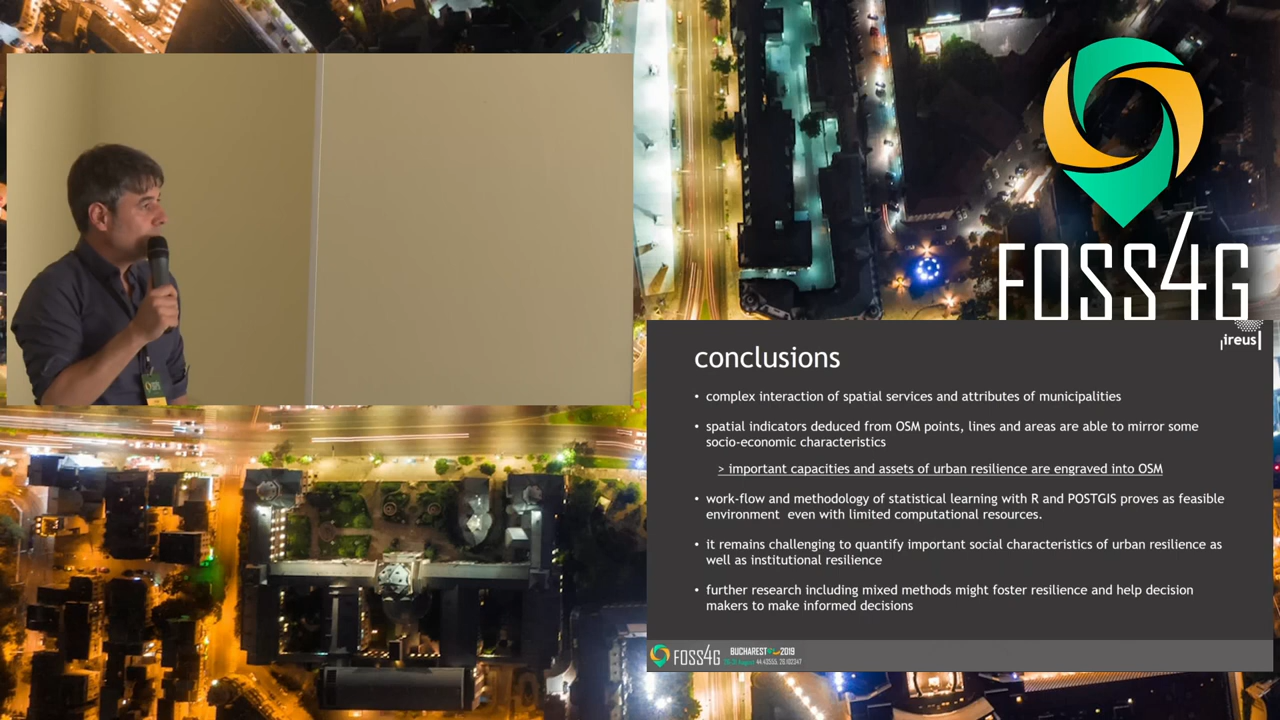 FOSS4G
ireus
conclusions
• complex interaction of spatial services and attributes of municipalities
• spatial indicators deduced from OSM points, lines and areas are able to mirror some
socio-economic characteristics
> important capacities and assets of urban resilience are engraved into OSM
• work-flow and methodology of statistical learning with R and POSTGIS proves as feasible
environment even with limited computational resources.
• it remains challenging to quantify important social characteristics of urban resilience as
well as institutional resilience
• further research including mixed methods might foster resilience and help decision
makers to make informed decisions
FOSS4G
BUCHAREST 2019